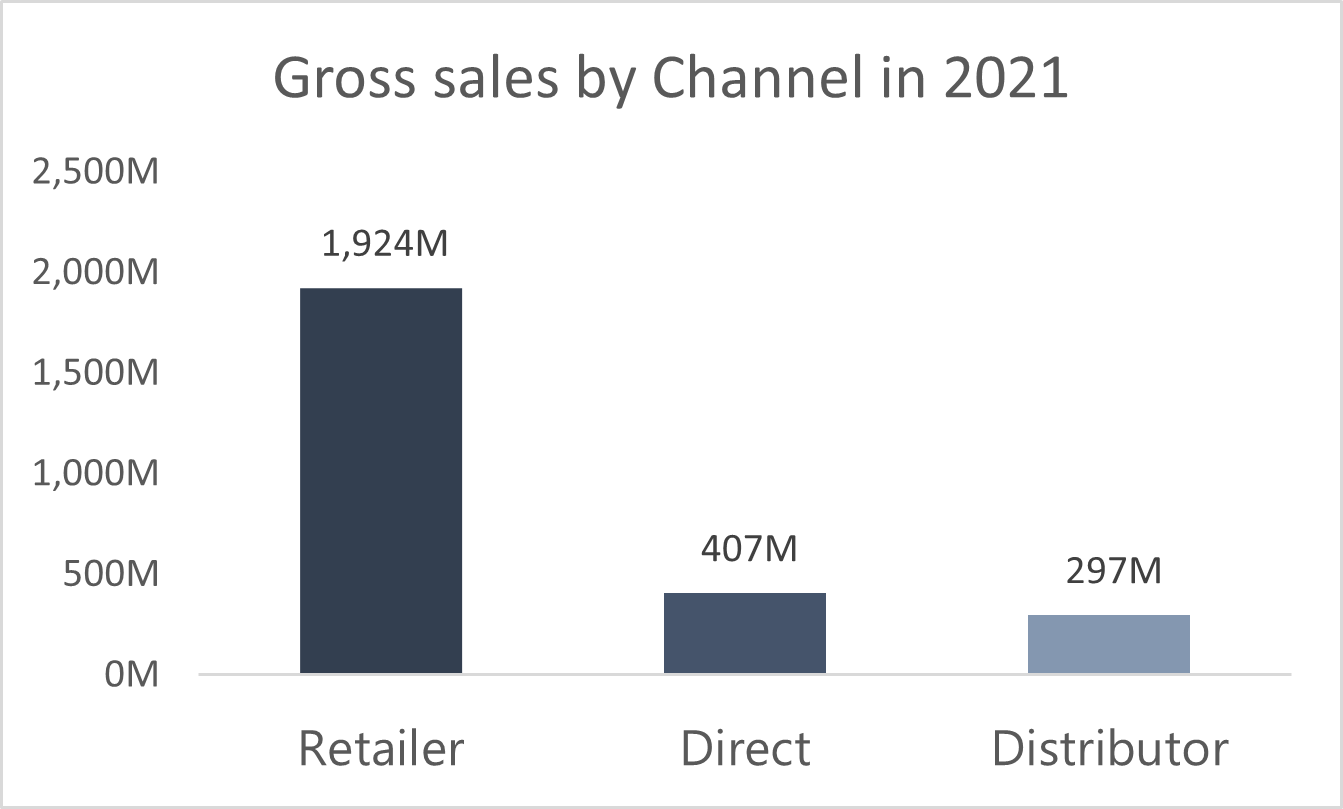 Gross sales by Channel in 2021
2,500M
2,000M
1,500M
1,000M
500M
0M
1,924M
407M
297M
Retailer
Direct
Distributor